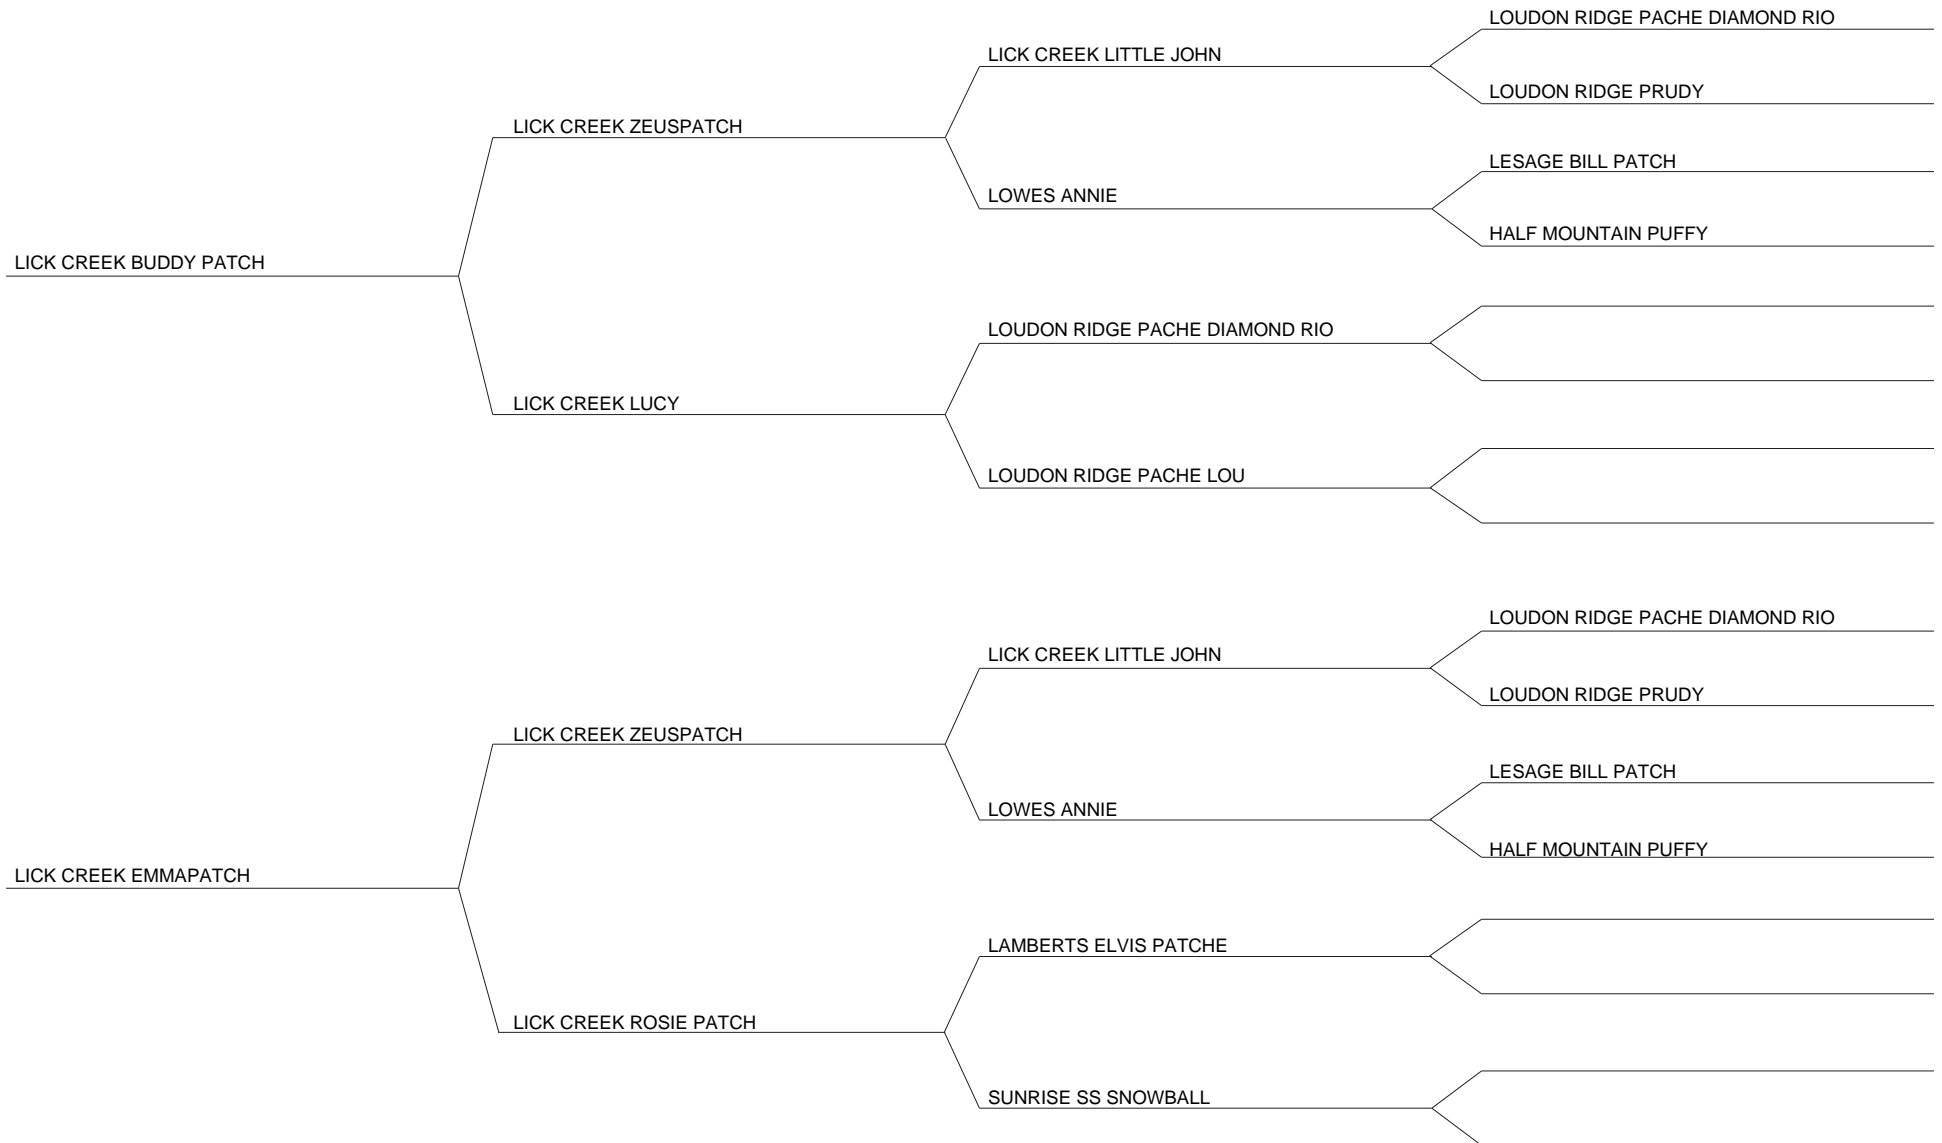 LOUDON RIDGE PACHE DIAMOND RIO
LICK CREEK LITTLE JOHN
LOUDON RIDGE PRUDY
LICK CREEK ZEUSPATCH
LESAGE BILL PATCH
LOWES ANNIE
HALF MOUNTAIN PUFFY
LICK CREEK BUDDY PATCH
LOUDON RIDGE PACHE DIAMOND RIO
LICK CREEK LUCY
LOUDON RIDGE PACHE LOU
LOUDON RIDGE PACHE DIAMOND RIO
LICK CREEK LITTLE JOHN
LOUDON RIDGE PRUDY
LICK CREEK ZEUSPATCH
LESAGE BILL PATCH
LOWES ANNIE
HALF MOUNTAIN PUFFY
LICK CREEK EMMAPATCH
LAMBERTS ELVIS PATCHE
LICK CREEK ROSIE PATCH
SUNRISE SS SNOWBALL